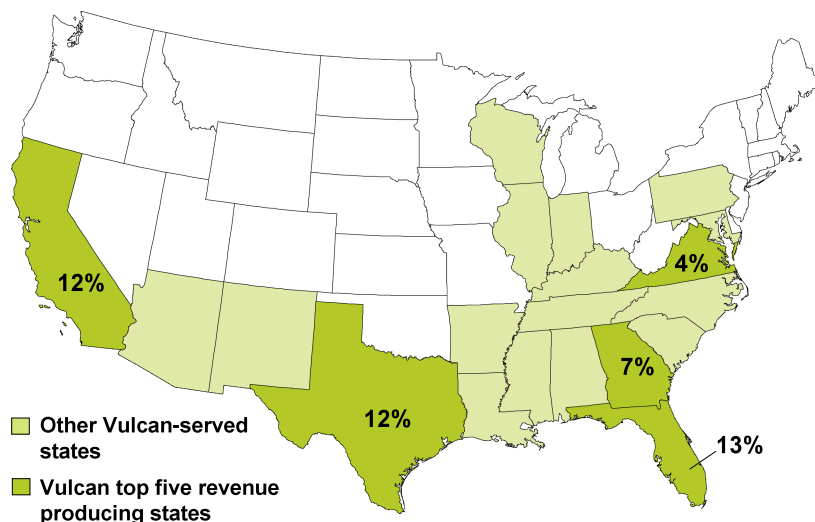 4%
12%
7%
12%
13%
Other Vulcan-served
states
Vulcan top five revenue
producing states